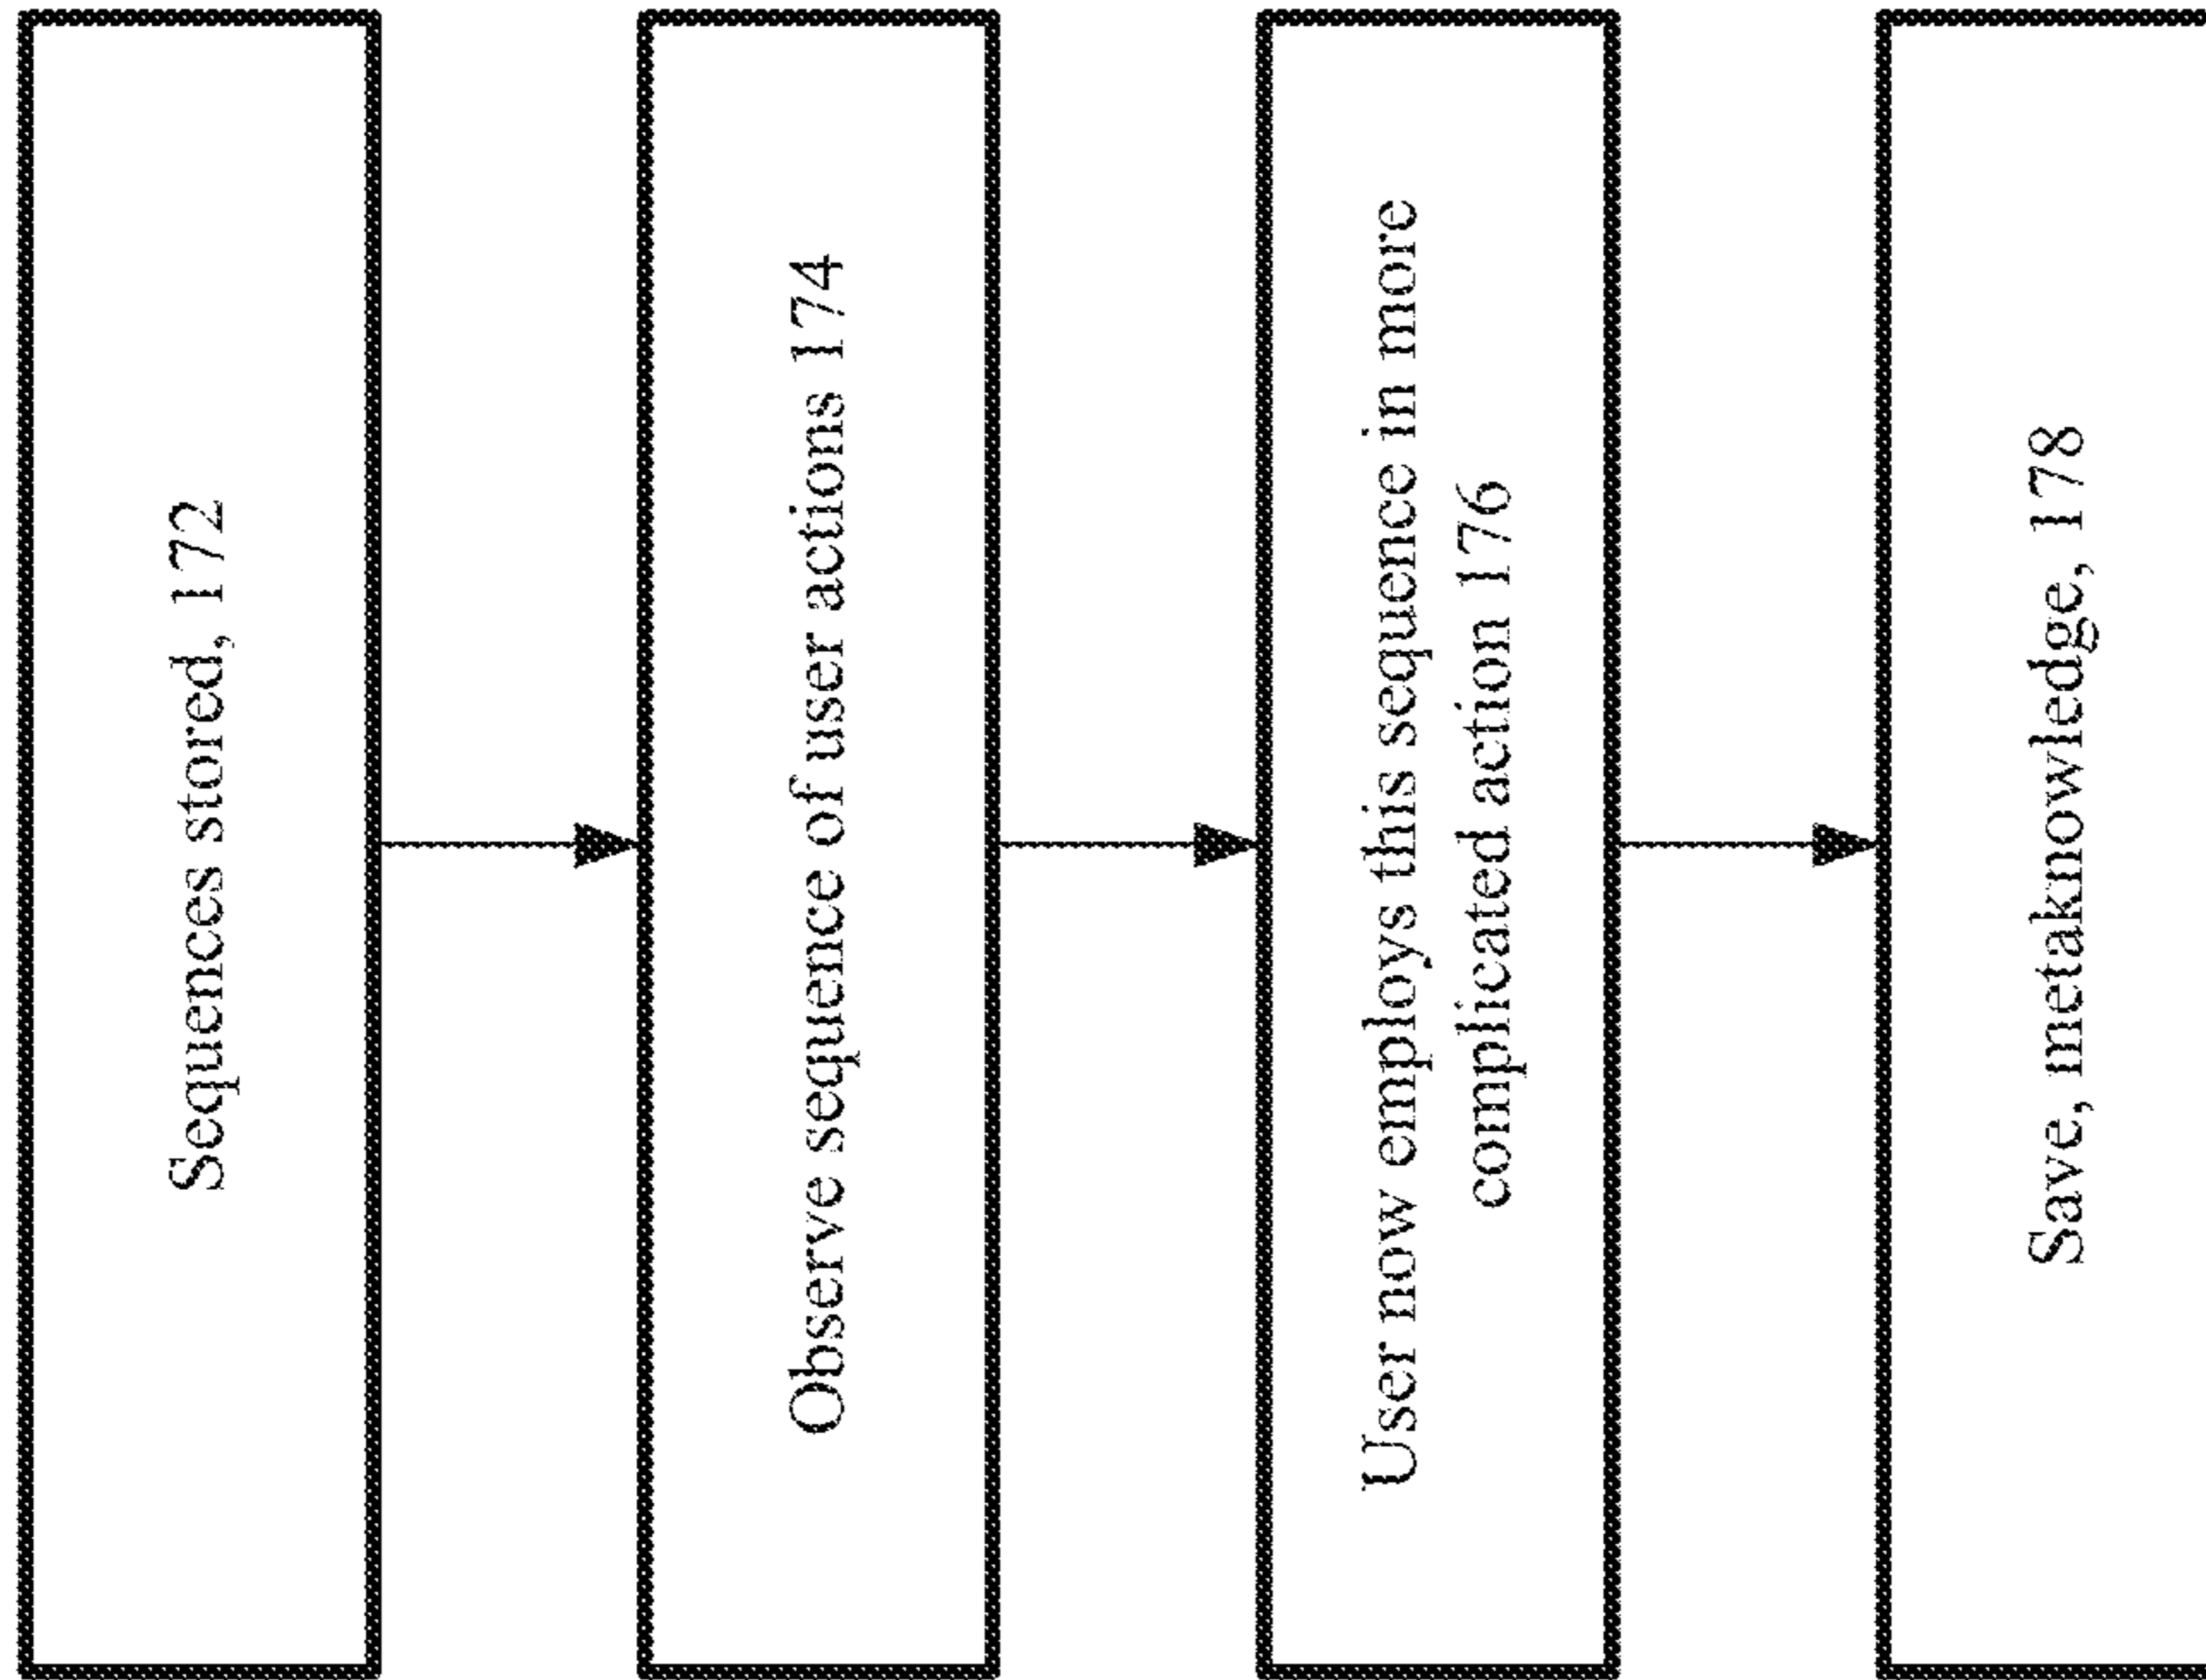 Sequences stored, 172
Observe sequence of user actions 174
User now employs this sequence in more
complicated action 176
Save, metaknowledge, 178